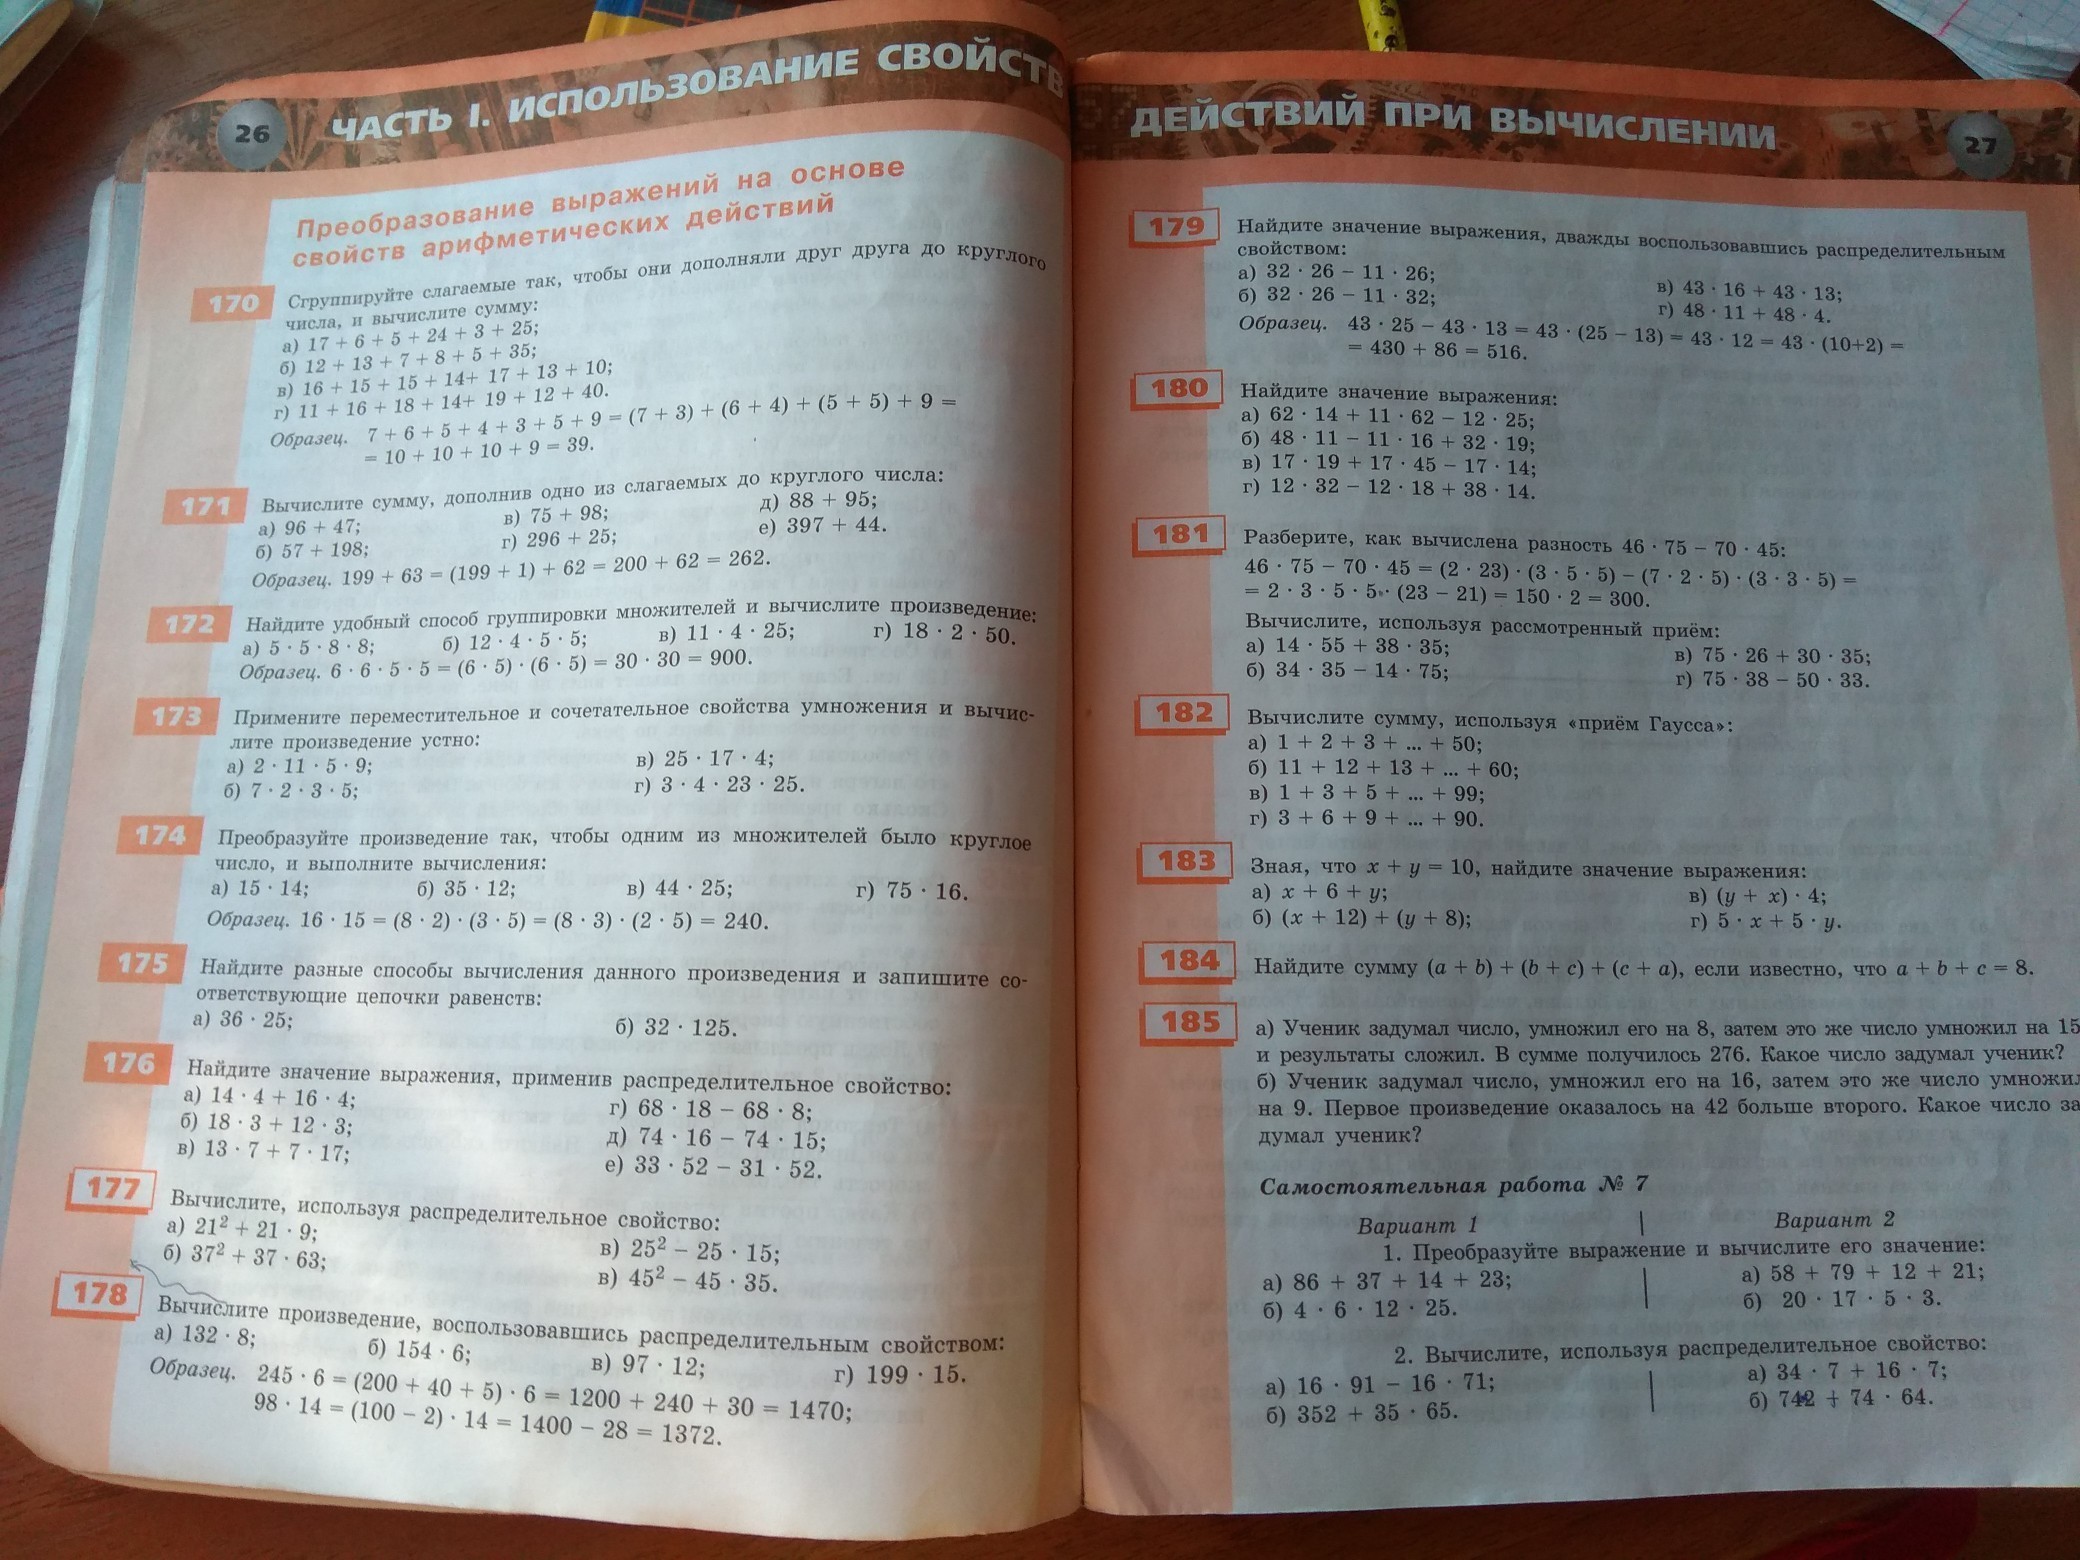 26
ЧАСТЬ I. ИСПОЛЬЗОВАНИЕ СВОЙСТВ
Преобразование выражений на основе
свойств арифметических действий
170 Сгруппируйте слагаемые так, чтобы они дополняли друг друга до круглого
числа, и вычислите сумму:
а) 17 + 6 + 5 + 24 + 3 + 25;
б) 12 + 13 + 7 + 8 + 5 + 35;
в) 16 + 15 + 15 + 14+ 17 + 13 + 10;
г) 11 + 16 + 18 + 14+ 19 + 12 + 40.
Образец. 7 + 6 + 5 + 4 + 3 + 5 + 9 = (7 + 3) + (6 + 4) + (5 + 5) + 9 =
= 10 + 10 + 10 + 9 = 39.
171 Вычислите сумму, дополнив одно из слагаемых до круглого числа:
а) 96 + 47; в) 75 + 98; д) 88 + 95;
б) 57 + 198; г) 296 + 25; е) 397 + 44.
Образец. 199 + 63 = (199 + 1) + 62 = 200 + 62 = 262.
172 Найдите удобный способ группировки множителей и вычислите произведение:
а) 5 · 5 · 8 · 8; б) 12 · 4 · 5 · 5; в) 11 · 4 · 25; г) 18 · 2 · 50.
Образец. 6 · 6 · 5 · 5 = (6 · 5) · (6 · 5) = 30 · 30 = 900.
173 Примените переместительное и сочетательное свойства умножения и вычис-
лите произведение устно:
а) 2 · 11 · 5 · 9; в) 25 · 17 · 4;
б) 7 · 2 · 3 · 5; г) 3 · 4 · 23 · 25.
174 Преобразуйте произведение так, чтобы одним из множителей было круглое
число, и выполните вычисления:
а) 15 · 14; б) 35 · 12; в) 44 · 25; г) 75 · 16.
Образец. 16 · 15 = (8 · 2) · (3 · 5) = (8 · 3) · (2 · 5) = 240.
175 Найдите разные способы вычисления данного произведения и запишите со-
ответствующие цепочки равенств:
а) 36 · 25; б) 32 · 125.
176 Найдите значение выражения, применив распределительное свойство:
а) 14 · 4 + 16 · 4; г) 68 · 18 − 68 · 8;
б) 18 · 3 + 12 · 3; д) 74 · 16 − 74 · 15;
в) 13 · 7 + 7 · 17; е) 33 · 52 − 31 · 52.
177 Вычислите, используя распределительное свойство:
а) 21² + 21 · 9; в) 25² − 25 · 15;
б) 37² + 37 · 63; в) 45² − 45 · 35.
178 Вычислите произведение, воспользовавшись распределительным свойством:
а) 132 · 8; б) 154 · 6; в) 97 · 12; г) 199 · 15.
Образец. 245 · 6 = (200 + 40 + 5) · 6 = 1200 + 240 + 30 = 1470;
98 · 14 = (100 − 2) · 14 = 1400 − 28 = 1372.
ДЕЙСТВИЙ ПРИ ВЫЧИСЛЕНИИ
27
179 Найдите значение выражения, дважды воспользовавшись распределительным
свойством:
а) 32 · 26 − 11 · 26; в) 43 · 16 + 43 · 13;
б) 32 · 26 − 11 · 32; г) 48 · 11 + 48 · 4.
Образец. 43 · 25 − 43 · 13 = 43 · (25 − 13) = 43 · 12 = 43 · (10+2) =
= 430 + 86 = 516.
180 Найдите значение выражения:
а) 62 · 14 + 11 · 62 − 12 · 25;
б) 48 · 11 − 11 · 16 + 32 · 19;
в) 17 · 19 + 17 · 45 − 17 · 14;
г) 12 · 32 − 12 · 18 + 38 · 14.
181 Разберите, как вычислена разность 46 · 75 − 70 · 45:
46 · 75 − 70 · 45 = (2 · 23) · (3 · 5 · 5) − (7 · 2 · 5) · (3 · 3 · 5) =
= 2 · 3 · 5 · 5 · (23 − 21) = 150 · 2 = 300.
Вычислите, используя рассмотренный приём:
а) 14 · 55 + 38 · 35; в) 75 · 26 + 30 · 35;
б) 34 · 35 − 14 · 75; г) 75 · 38 − 50 · 33.
182 Вычислите сумму, используя «приём Гаусса»:
а) 1 + 2 + 3 + ... + 50;
б) 11 + 12 + 13 + ... + 60;
в) 1 + 3 + 5 + ... + 99;
г) 3 + 6 + 9 + ... + 90.
183 Зная, что x + y = 10, найдите значение выражения:
а) x + 6 + y; в) (y + x) · 4;
б) (x + 12) + (y + 8); г) 5 · x + 5 · y.
184 Найдите сумму (a + b) + (b + c) + (c + a), если известно, что a + b + c = 8.
185 а) Ученик задумал число, умножил его на 8, затем это же число умножил на 15
и результаты сложил. В сумме получилось 276. Какое число задумал ученик?
б) Ученик задумал число, умножил его на 16, затем это же число умножил
на 9. Первое произведение оказалось на 42 больше второго. Какое число за
думал ученик?
Самостоятельная работа № 7
Вариант 1 | Вариант 2
1. Преобразуйте выражение и вычислите его значение:
а) 86 + 37 + 14 + 23; а) 58 + 79 + 12 + 21;
б) 4 · 6 · 12 · 25. б) 20 · 17 · 5 · 3.
2. Вычислите, используя распределительное свойство:
а) 16 · 91 − 16 · 71; а) 34 · 7 + 16 · 7;
б) 352 + 35 · 65. б) 742 + 74 · 64.